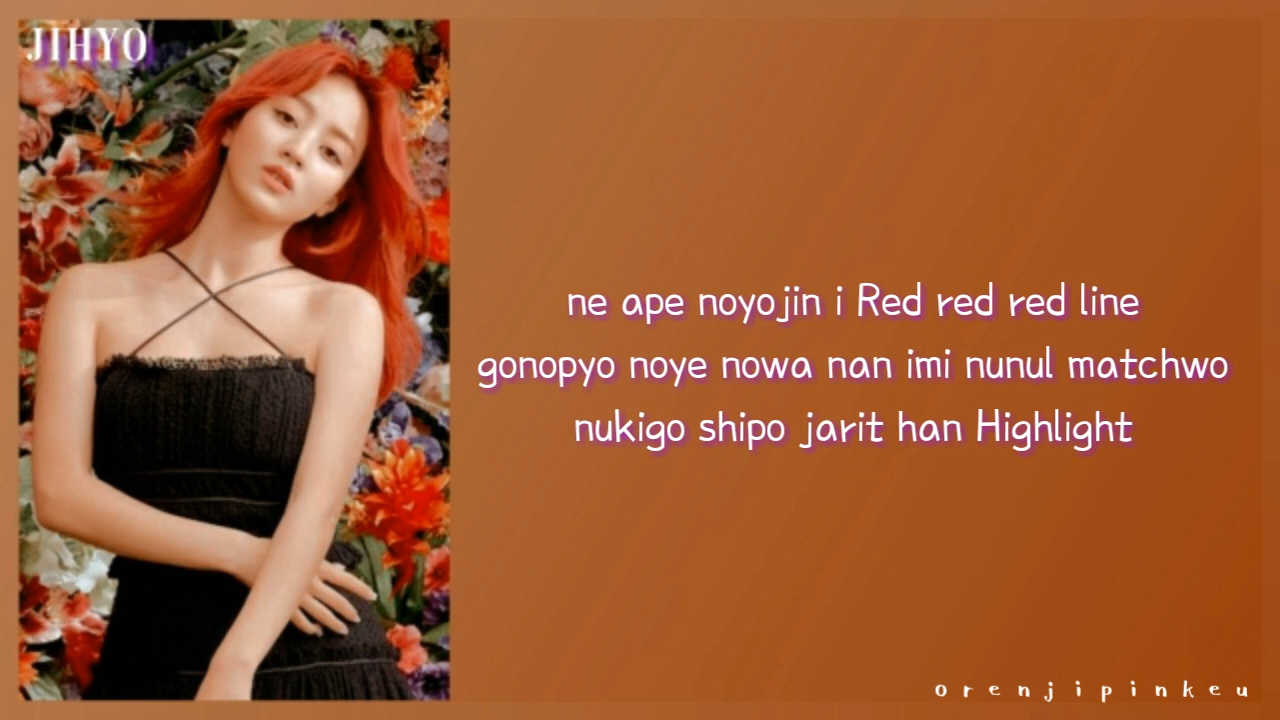 JIHYO
ne ape noyojin i Red red red line
gonopyo noye nowa nan imi nunul matchwo
nukigo shipo jarit han Highlight
orenjipinkeu